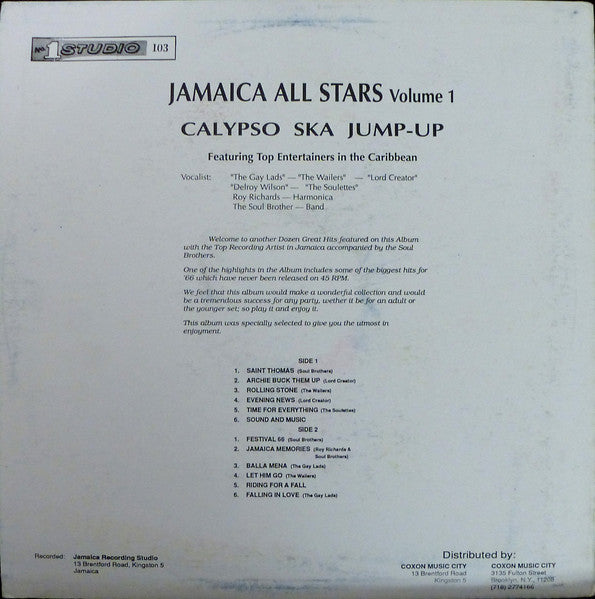 No. 1 STUDIO 103
JAMAICA ALL STARS Volume 1
CALYPSO SKA JUMP-UP
Featuring Top Entertainers in the Caribbean
Vocalist: "The Gay Lads" — "The Wailers" — "Lord Creator"
"Delroy Wilson" — "The Soulettes"
Roy Richards — Harmonica
The Soul Brother — Band
Welcome to another Dozen Great Hits featured on this Album
with the Top Recording Artist in Jamaica accompanied by the Soul
Brothers.
One of the highlights in the Album includes some of the biggest hits for
'66 which have never been released on 45 RPM.
We feel that this album would make a wonderful collection and would
be a tremendous success for any party, wether it be for an adult or
the younger set; so play it and enjoy it.
This album was specially selected to give you the utmost in
enjoyment.
SIDE 1
1. SAINT THOMAS (Soul Brothers)
2. ARCHIE BUCK THEM UP (Lord Creator)
3. ROLLING STONE (The Wailers)
4. EVENING NEWS (Lord Creator)
5. TIME FOR EVERYTHING (The Soulettes)
6. SOUND AND MUSIC
SIDE 2
1. FESTIVAL 66 (Soul Brothers)
2. JAMAICA MEMORIES (Roy Richards &
Soul Brothers)
3. BALLA MENA (The Gay Lads)
4. LET HIM GO (The Wailers)
5. RIDING FOR A FALL
6. FALLING IN LOVE (The Gay Lads)
Recorded: Jamaica Recording Studio
13 Brentford Road, Kingston 5
Jamaica
Distributed by:
COXON MUSIC CITY
13 Brentford Road
Kingston 5
COXON MUSIC CITY
3135 Fulton Street
Brooklyn, N.Y., 11208
(718) 2774166